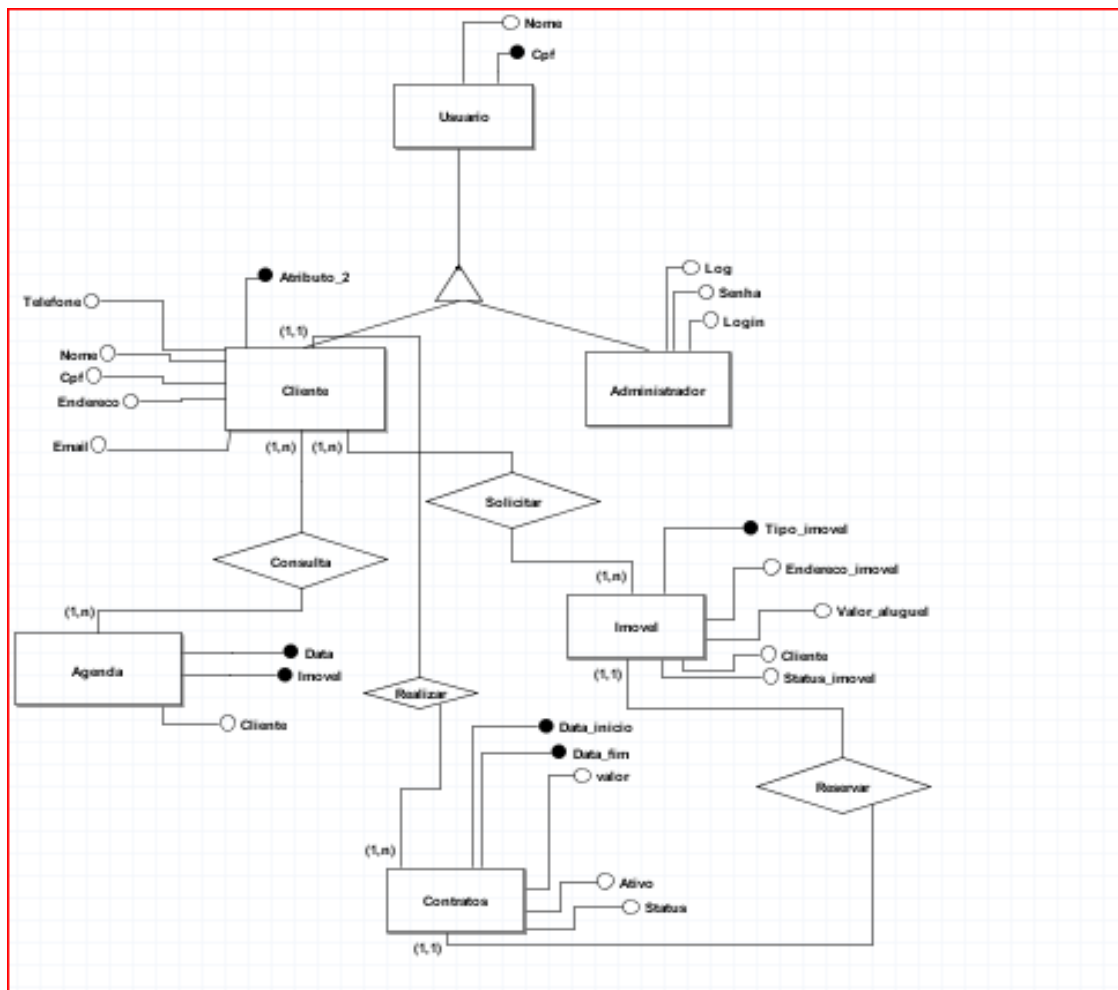 Nome
Cpf
Usuario
Atributo_2
Telefone
Nome
Cpf
Endereco
Email
(1,1)
Cliente
Log
Senha
Login
Administrador
(1,n)
(1,n)
Solicitar
Consulta
Tipo_imovel
Endereco_imovel
Valor_aluguel
Cliente
Status_imovel
(1,n)
Imovel
(1,1)
(1,n)
Agenda
Data
Imovel
Cliente
Realizar
Data_inicio
Data_fim
valor
Reservar
(1,n)
Contratos
Ativo
Status
(1,1)